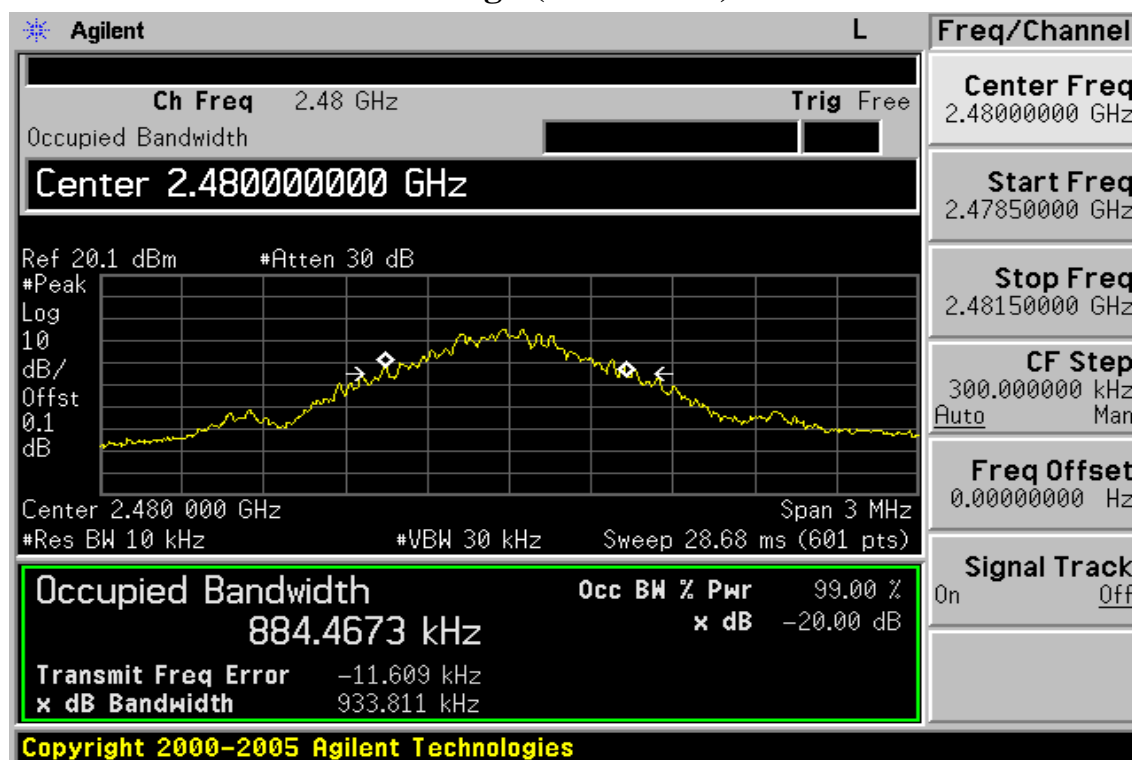 Agilent L
Ch Freq 2.48 GHz Trig Free
Occupied Bandwidth
Center 2.480000000 GHz
Ref 20.1 dBm #Atten 30 dB
#Peak
Log
10
dB/
Offst
0.1
dB
Center 2.480 000 GHz Span 3 MHz
#Res BW 10 kHz #VBW 30 kHz Sweep 28.68 ms (601 pts)
Occupied Bandwidth Occ BW % Pwr 99.00 %
884.4673 kHz x dB -20.00 dB
Transmit Freq Error -11.609 kHz
x dB Bandwidth 933.811 kHz
Copyright 2000-2005 Agilent Technologies
Freq/Channel
Center Freq
2.48000000 GHz
Start Freq
2.47850000 GHz
Stop Freq
2.48150000 GHz
CF Step
300.000000 kHz
Auto Man
Freq Offset
0.00000000 Hz
Signal Track
On Off